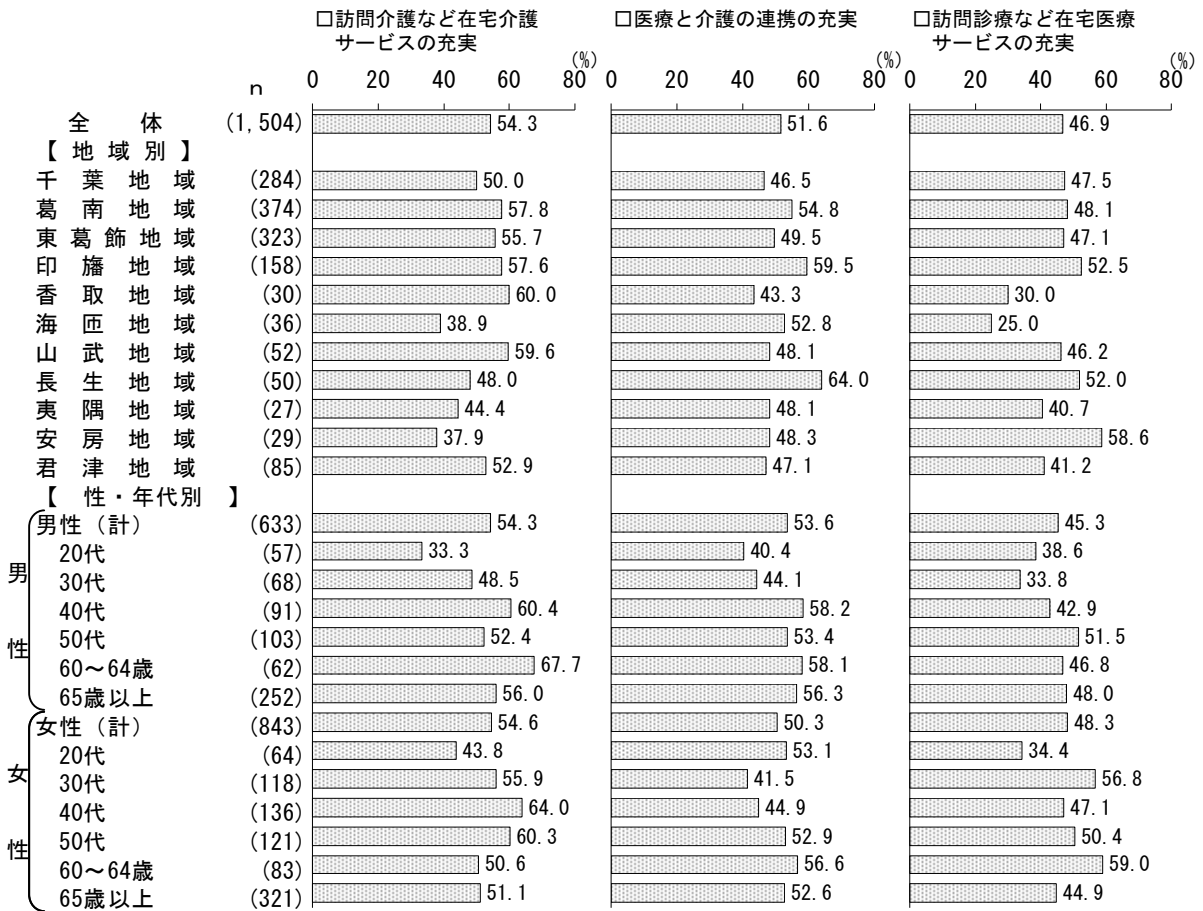 □訪問介護など在宅介護 □医療と介護の連携の充実 □訪問診療など在宅医療
サービスの充実 サービスの充実
(%) (%) (%)
n 0 20 40 60 80 0 20 40 60 80 0 20 40 60 80
全体 (1,504) 54.3 51.6 46.9
【地域別】
千葉地域 (284) 50.0 46.5 47.5
葛南地域 (374) 57.8 54.8 48.1
東葛飾地域 (323) 55.7 49.5 47.1
印旛地域 (158) 57.6 59.5 52.5
香取地域 (30) 60.0 43.3 30.0
海匝地域 (36) 38.9 52.8 25.0
山武地域 (52) 59.6 48.1 46.2
長生地域 (50) 48.0 64.0 52.0
夷隅地域 (27) 44.4 48.1 40.7
安房地域 (29) 37.9 48.3 58.6
君津地域 (85) 52.9 47.1 41.2
【性・年代別】
男性
男性（計） (633) 54.3 53.6 45.3
20代 (57) 33.3 40.4 38.6
30代 (68) 48.5 44.1 33.8
40代 (91) 60.4 58.2 42.9
50代 (103) 52.4 53.4 51.5
60～64歳 (62) 67.7 58.1 46.8
65歳以上 (252) 56.0 56.3 48.0
女性
女性（計） (843) 54.6 50.3 48.3
20代 (64) 43.8 53.1 34.4
30代 (118) 55.9 41.5 56.8
40代 (136) 64.0 44.9 47.1
50代 (121) 60.3 52.9 50.4
60～64歳 (83) 50.6 56.6 59.0
65歳以上 (321) 51.1 52.6 44.9